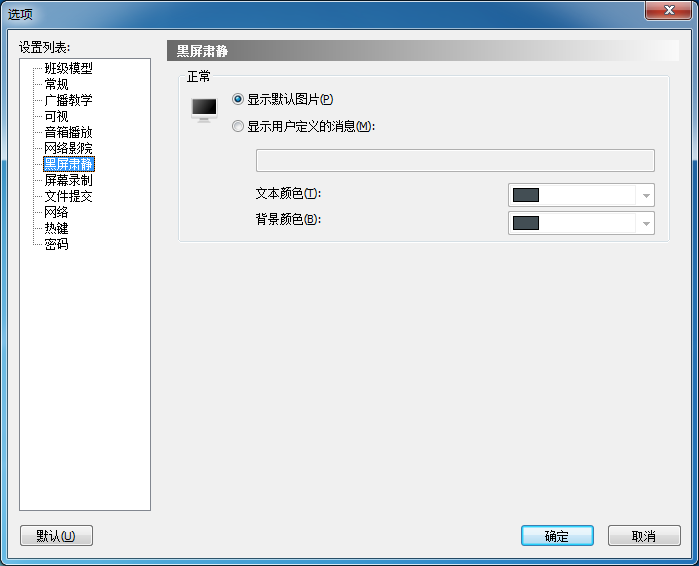 选项
设置列表:
班级模型
常规
广播教学
可视
音箱播放
网络影院
黑屏肃静
屏幕录制
文件提交
网络
热键
密码
黑屏肃静
正常
显示默认图片(P)
显示用户定义的消息(M):
文本颜色(T):
背景颜色(B):
默认(U)
确定
取消